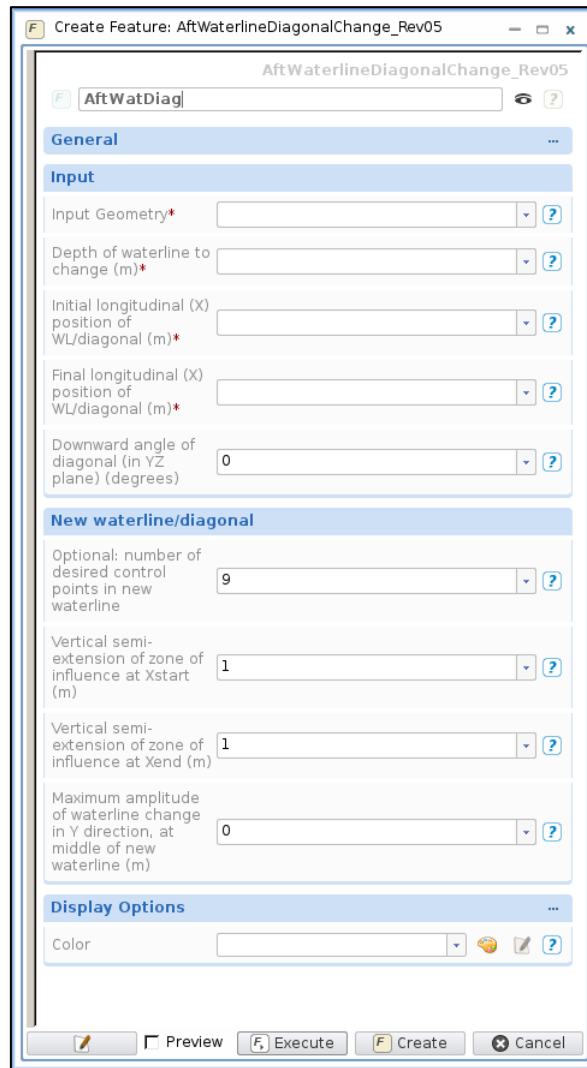 Create Feature: AftWaterlineDiagonalChange_Rev05
AftWaterlineDiagonalChange_Rev05
F AftWatDiag ?
General ...
Input
Input Geometry* ?
Depth of waterline to
change (m)* ?
Initial longitudinal (X)
position of
WL/diagonal (m)* ?
Final longitudinal (X)
position of
WL/diagonal (m)* ?
Downward angle of
diagonal (in YZ
plane) (degrees)
0 ?
New waterline/diagonal
Optional: number of
desired control
points in new
waterline
9 ?
Vertical semi-
extension of zone of
influence at Xstart
(m)
1 ?
Vertical semi-
extension of zone of
influence at Xend (m)
1 ?
Maximum amplitude
of waterline change
in Y direction, at
middle of new
waterline (m)
0 ?
Display Options ...
Color ?
Preview F Execute F Create Cancel